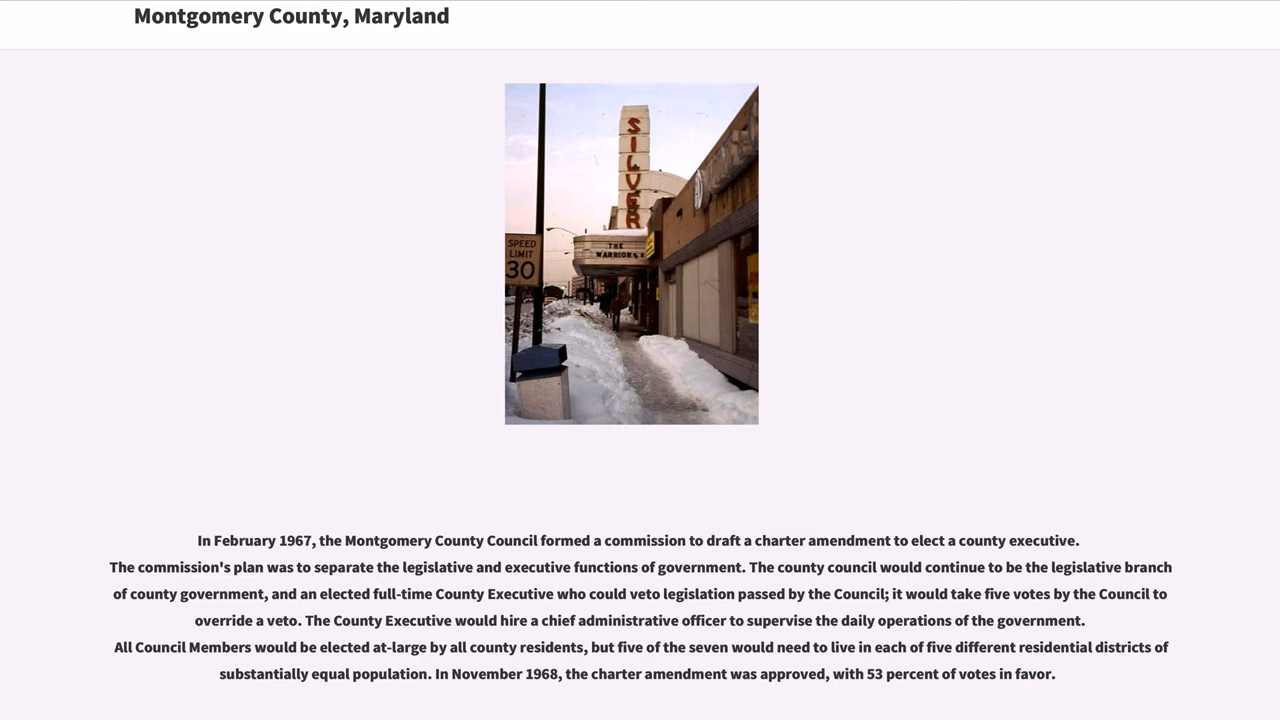 Montgomery County, Maryland
SILVER
SPEED
LIMIT
30
THE
WARRIORS
In February 1967, the Montgomery County Council formed a commission to draft a charter amendment to elect a county executive.
The commission's plan was to separate the legislative and executive functions of government. The county council would continue to be the legislative branch
of county government, and an elected full-time County Executive who could veto legislation passed by the Council; it would take five votes by the Council to
override a veto. The County Executive would hire a chief administrative officer to supervise the daily operations of the government.
All Council Members would be elected at-large by all county residents, but five of the seven would need to live in each of five different residential districts of
substantially equal population. In November 1968, the charter amendment was approved, with 53 percent of votes in favor.